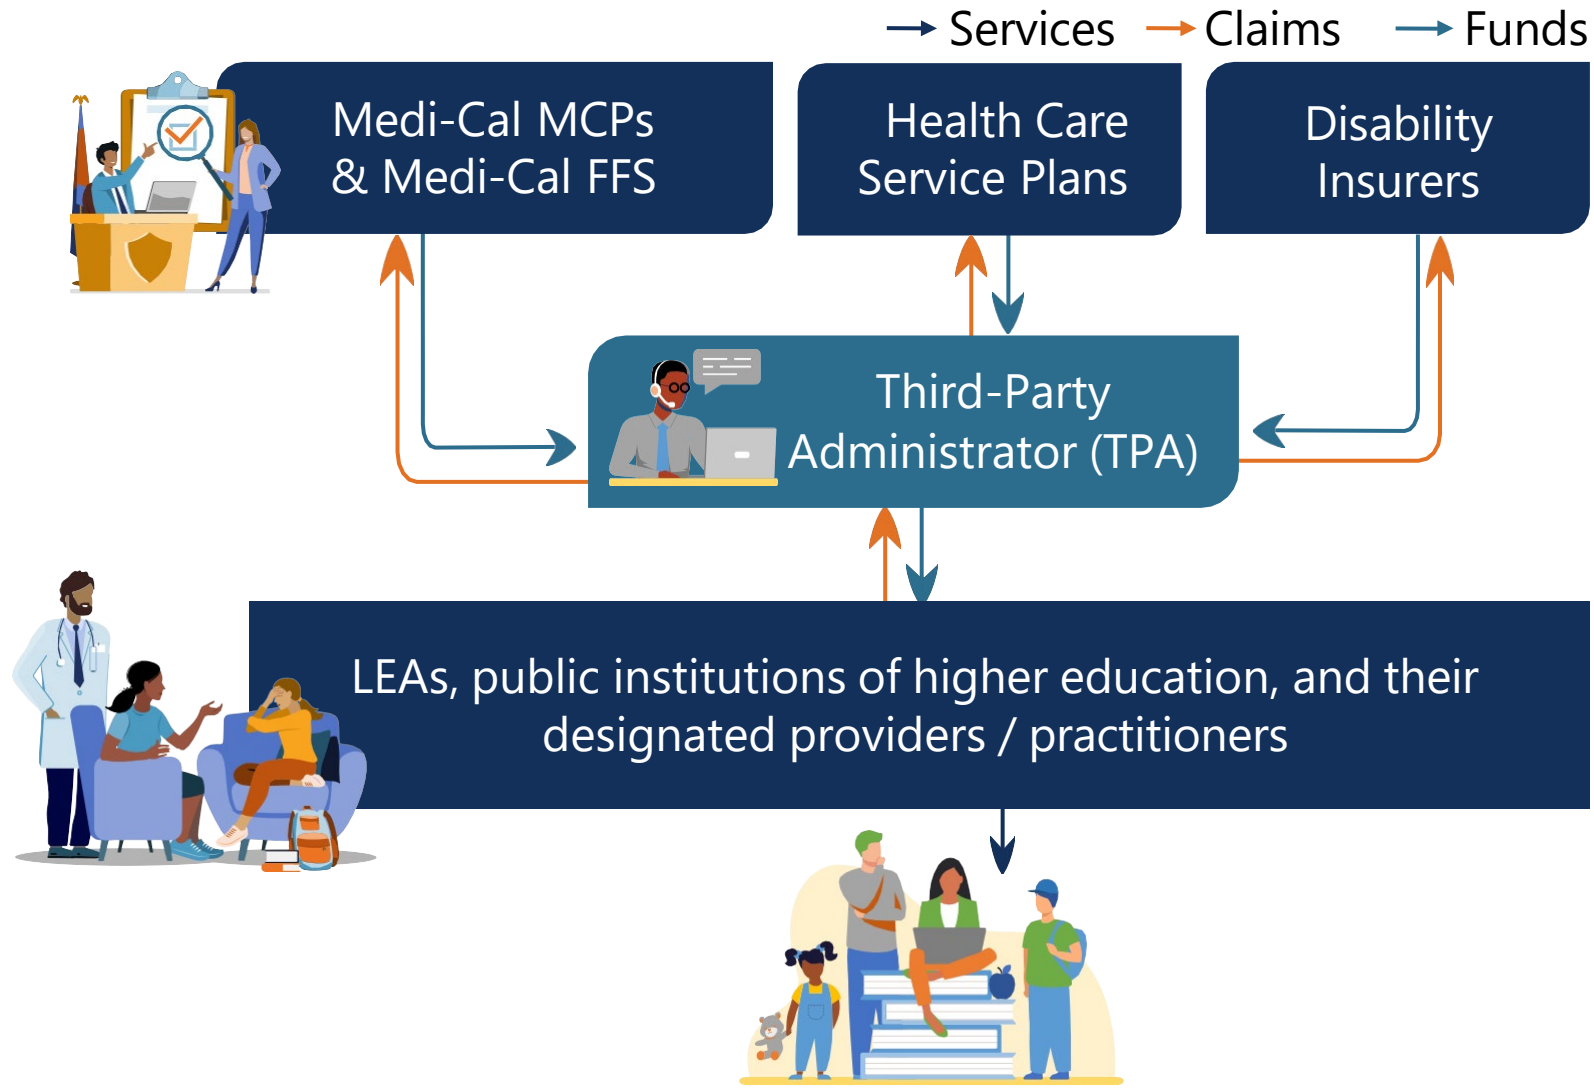 Services
Claims
Funds
Medi-Cal MCPs
& Medi-Cal FFS
Health Care
Service Plans
Disability
Insurers
Third-Party
Administrator (TPA)
LEAs, public institutions of higher education, and their
designated providers / practitioners